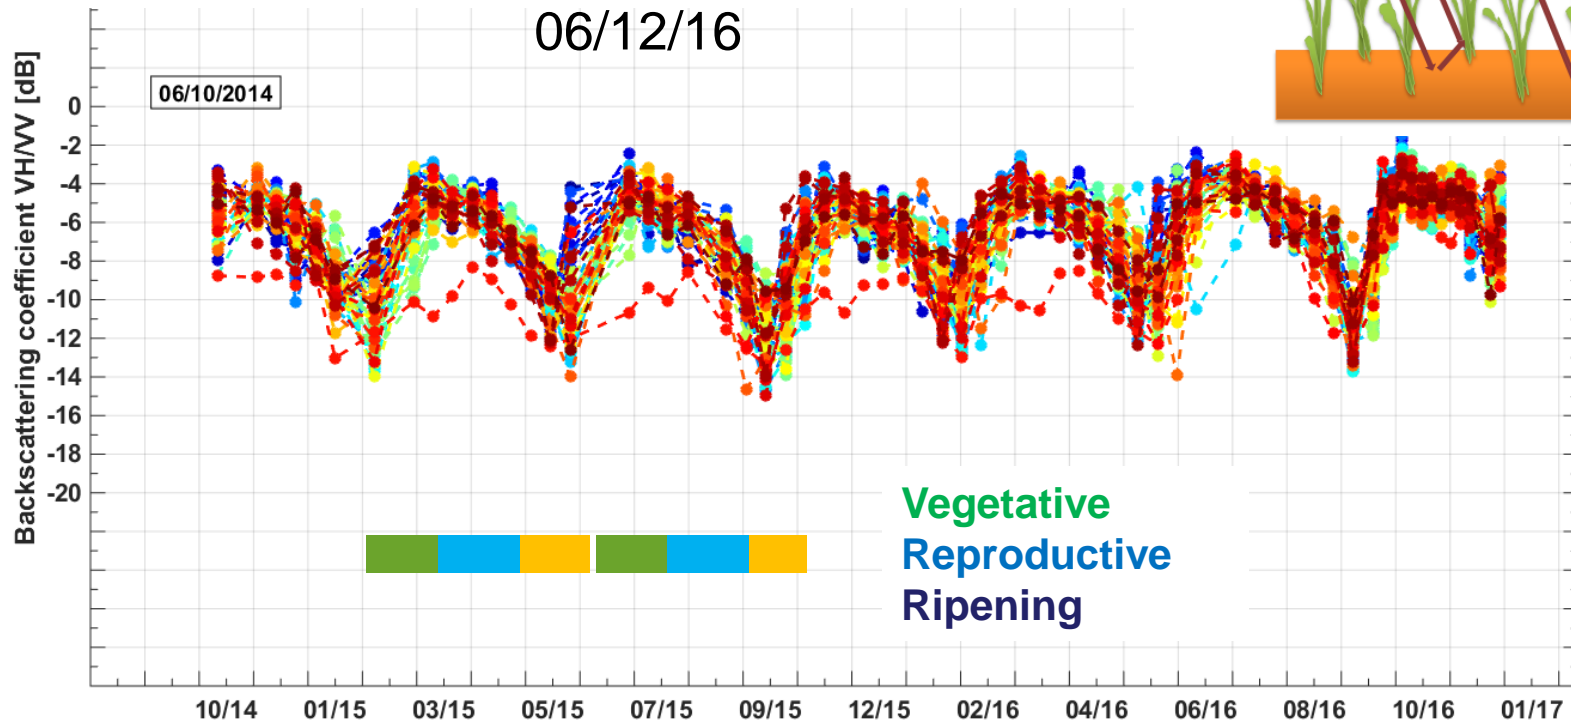 06/12/16
Backscattering coefficient VH/VV [dB]
06/10/2014
0
-2
-4
-6
-8
-10
-12
-14
-16
-18
-20
Vegetative
Reproductive
Ripening
10/14 01/15 03/15 05/15 07/15 09/15 12/15 02/16 04/16 06/16 08/16 10/16 01/17